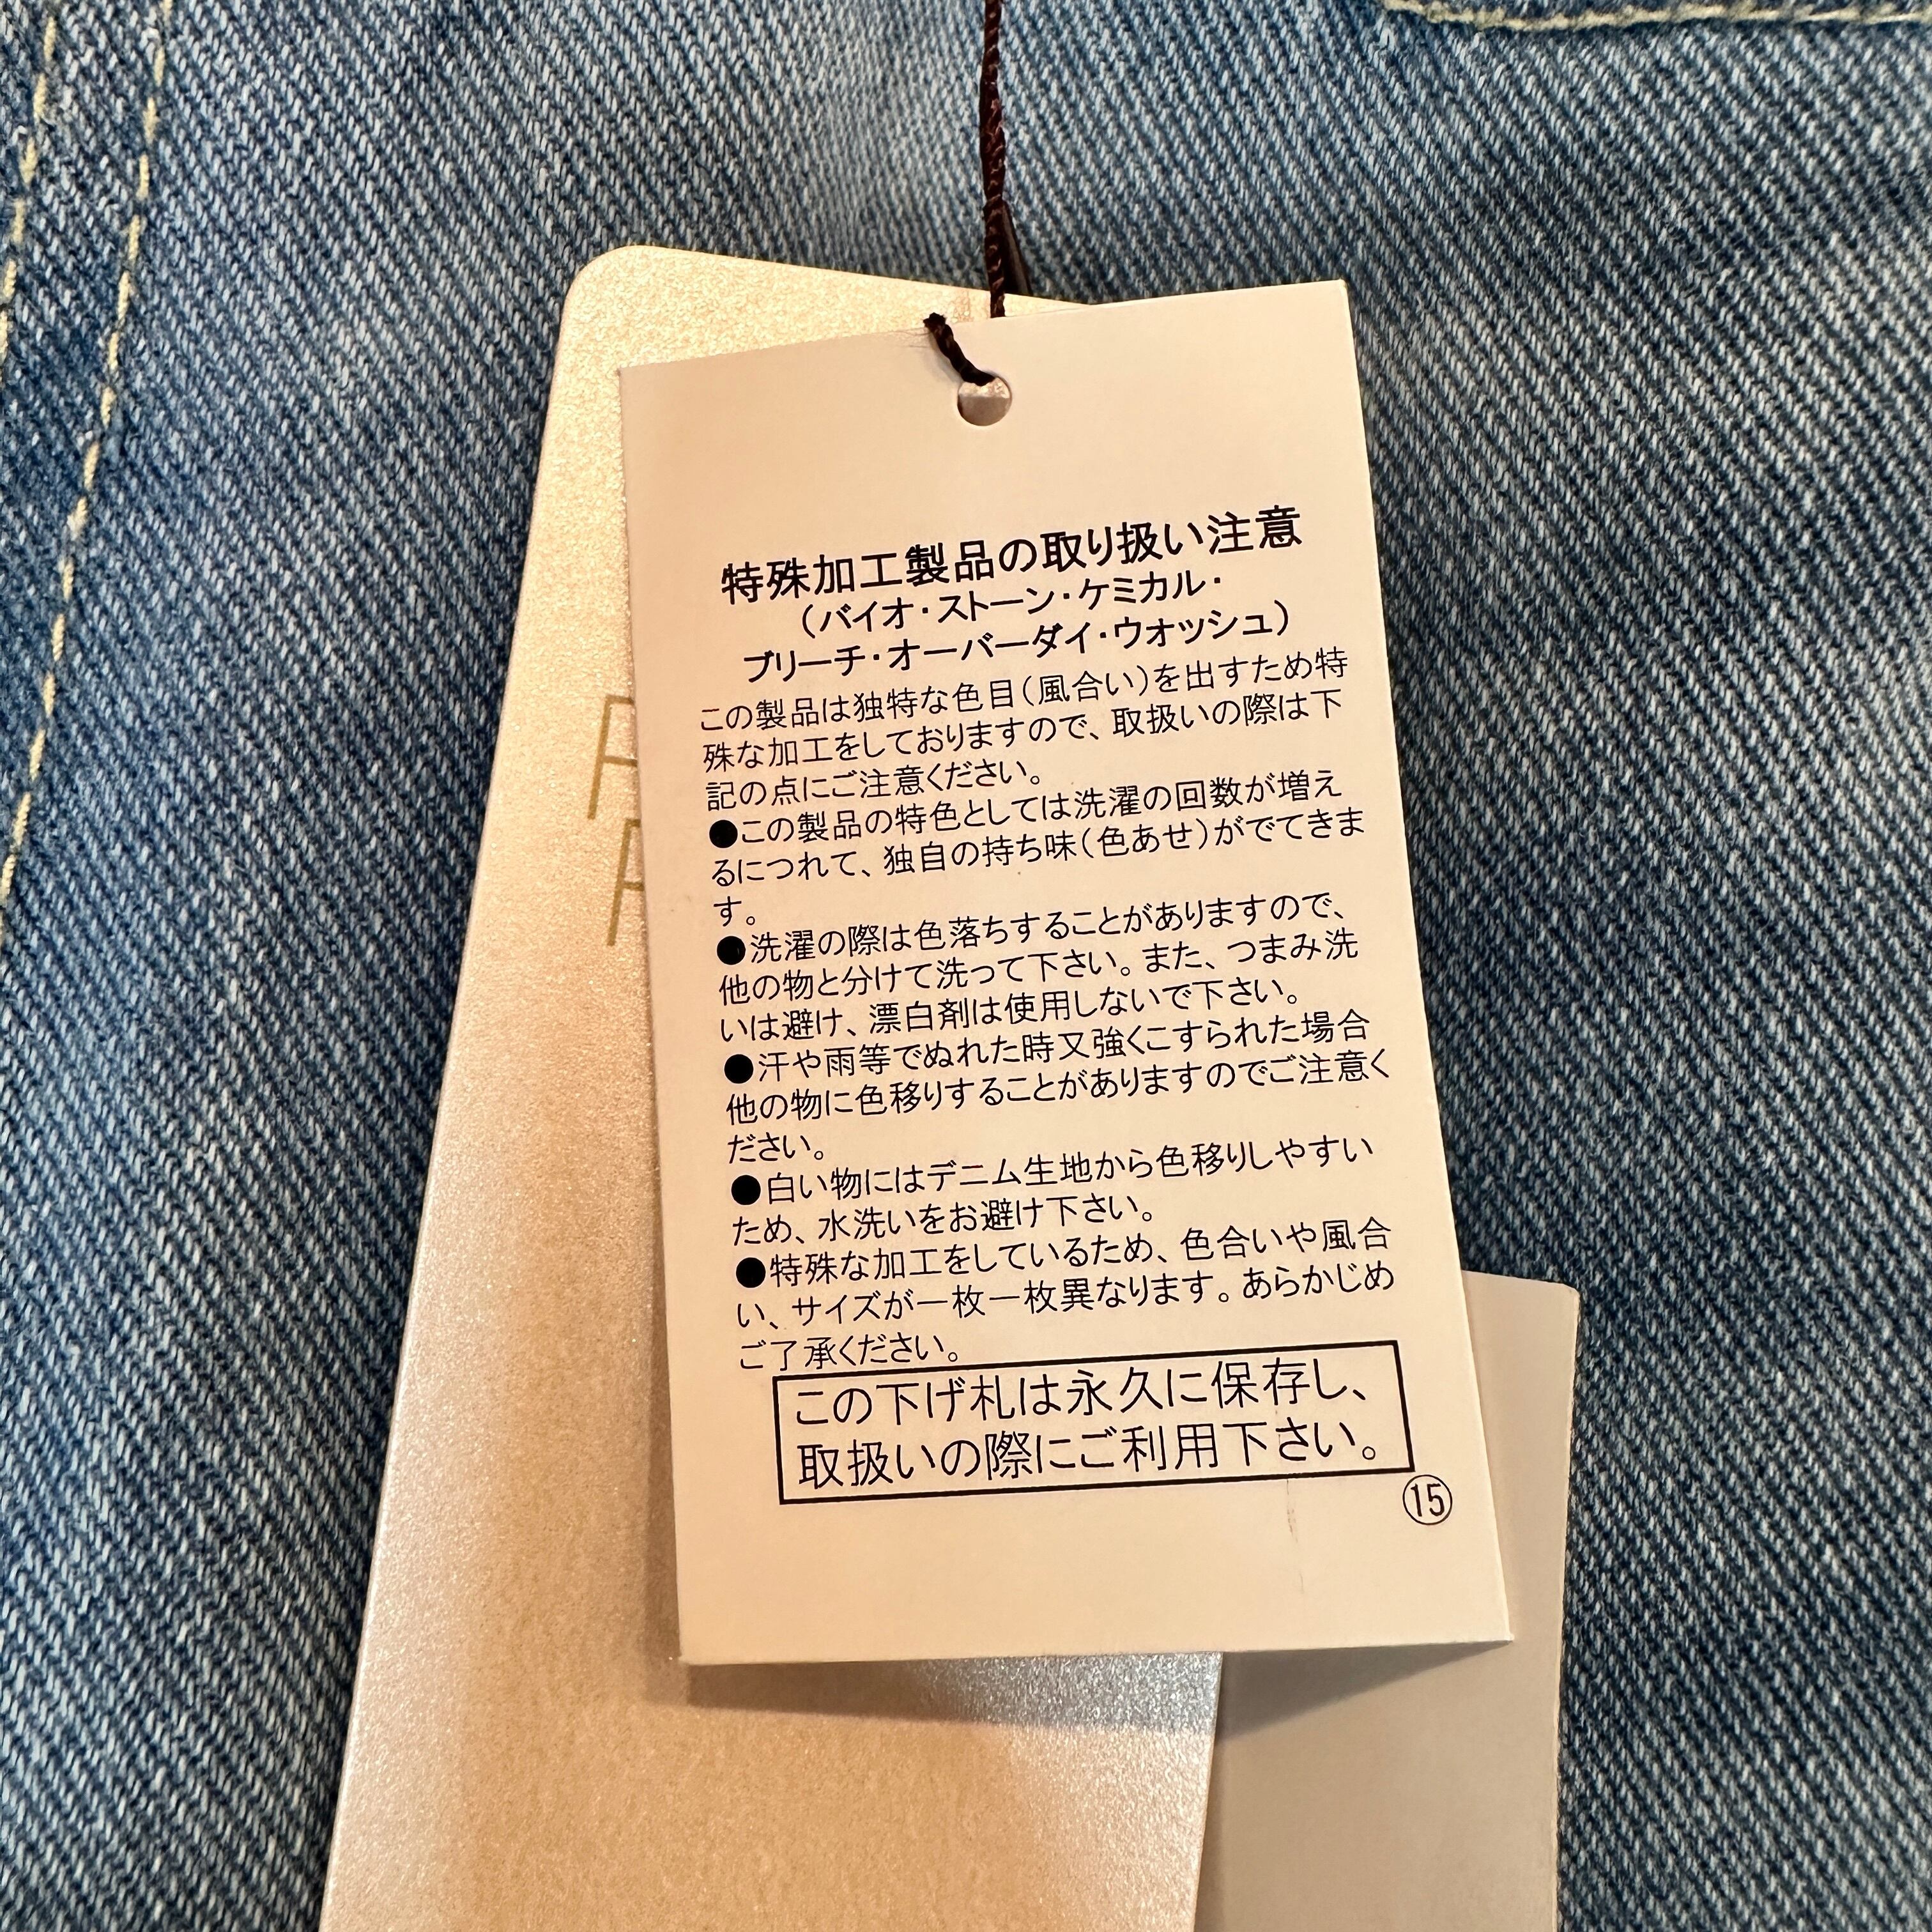 特殊加工製品の取り扱い注意
（バイオ・ストーン・ケミカル・
ブリーチ・オーバーダイ・ウォッシュ）
この製品は独特な色目（風合い）を出すため特
殊な加工をしておりますので、取扱いの際は下
記の点にご注意ください。
●この製品の特色としては洗濯の回数が増え
るにつれて、独自の持ち味（色あせ）がでてきま
す。
●洗濯の際は色落ちすることがありますので、
他の物と分けて洗って下さい。また、つまみ洗
いは避け、漂白剤は使用しないで下さい。
●汗や雨等でぬれた時又強くこすられた場合
他の物に色移りすることがありますのでご注意く
ださい。
●白い物にはデニム生地から色移りしやすい
ため、水洗いをお避け下さい。
●特殊な加工をしているため、色合いや風合
い、サイズが一枚一枚異なります。あらかじめ
ご了承ください。
この下げ札は永久に保存し、
取扱いの際にご利用下さい。
⑮